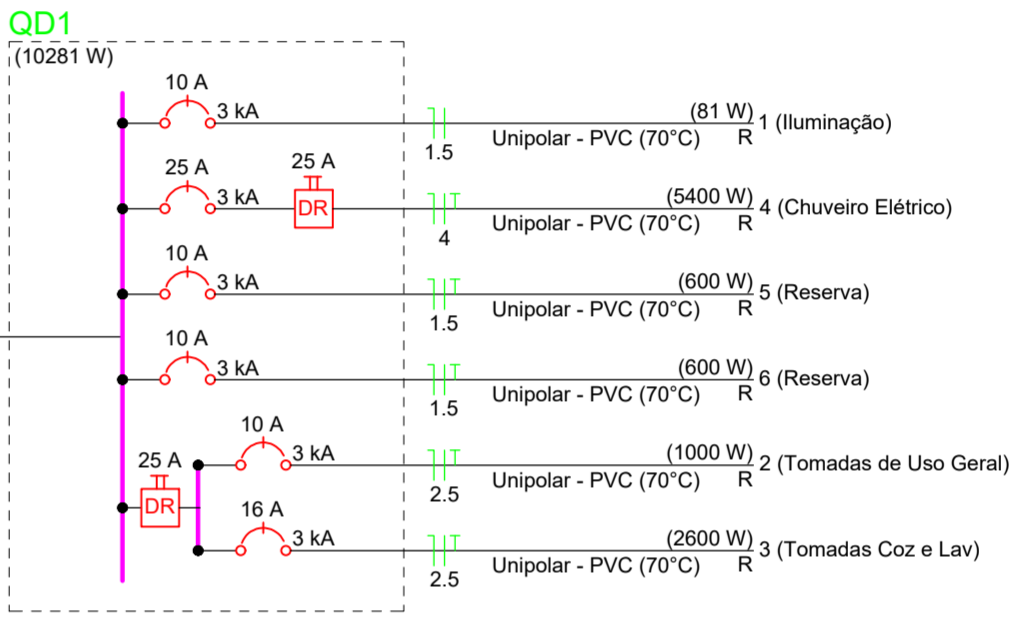 QD1
(10281 W)
10 A
3 kA
1.5
Unipolar - PVC (70°C)
(81 W)
R
1 (Iluminação)
25 A
3 kA
25 A
DR
4
Unipolar - PVC (70°C)
(5400 W)
R
4 (Chuveiro Elétrico)
10 A
3 kA
1.5
Unipolar - PVC (70°C)
(600 W)
R
5 (Reserva)
10 A
3 kA
1.5
Unipolar - PVC (70°C)
(600 W)
R
6 (Reserva)
25 A
DR
10 A
3 kA
2.5
Unipolar - PVC (70°C)
(1000 W)
R
2 (Tomadas de Uso Geral)
16 A
3 kA
2.5
Unipolar - PVC (70°C)
(2600 W)
R
3 (Tomadas Coz e Lav)